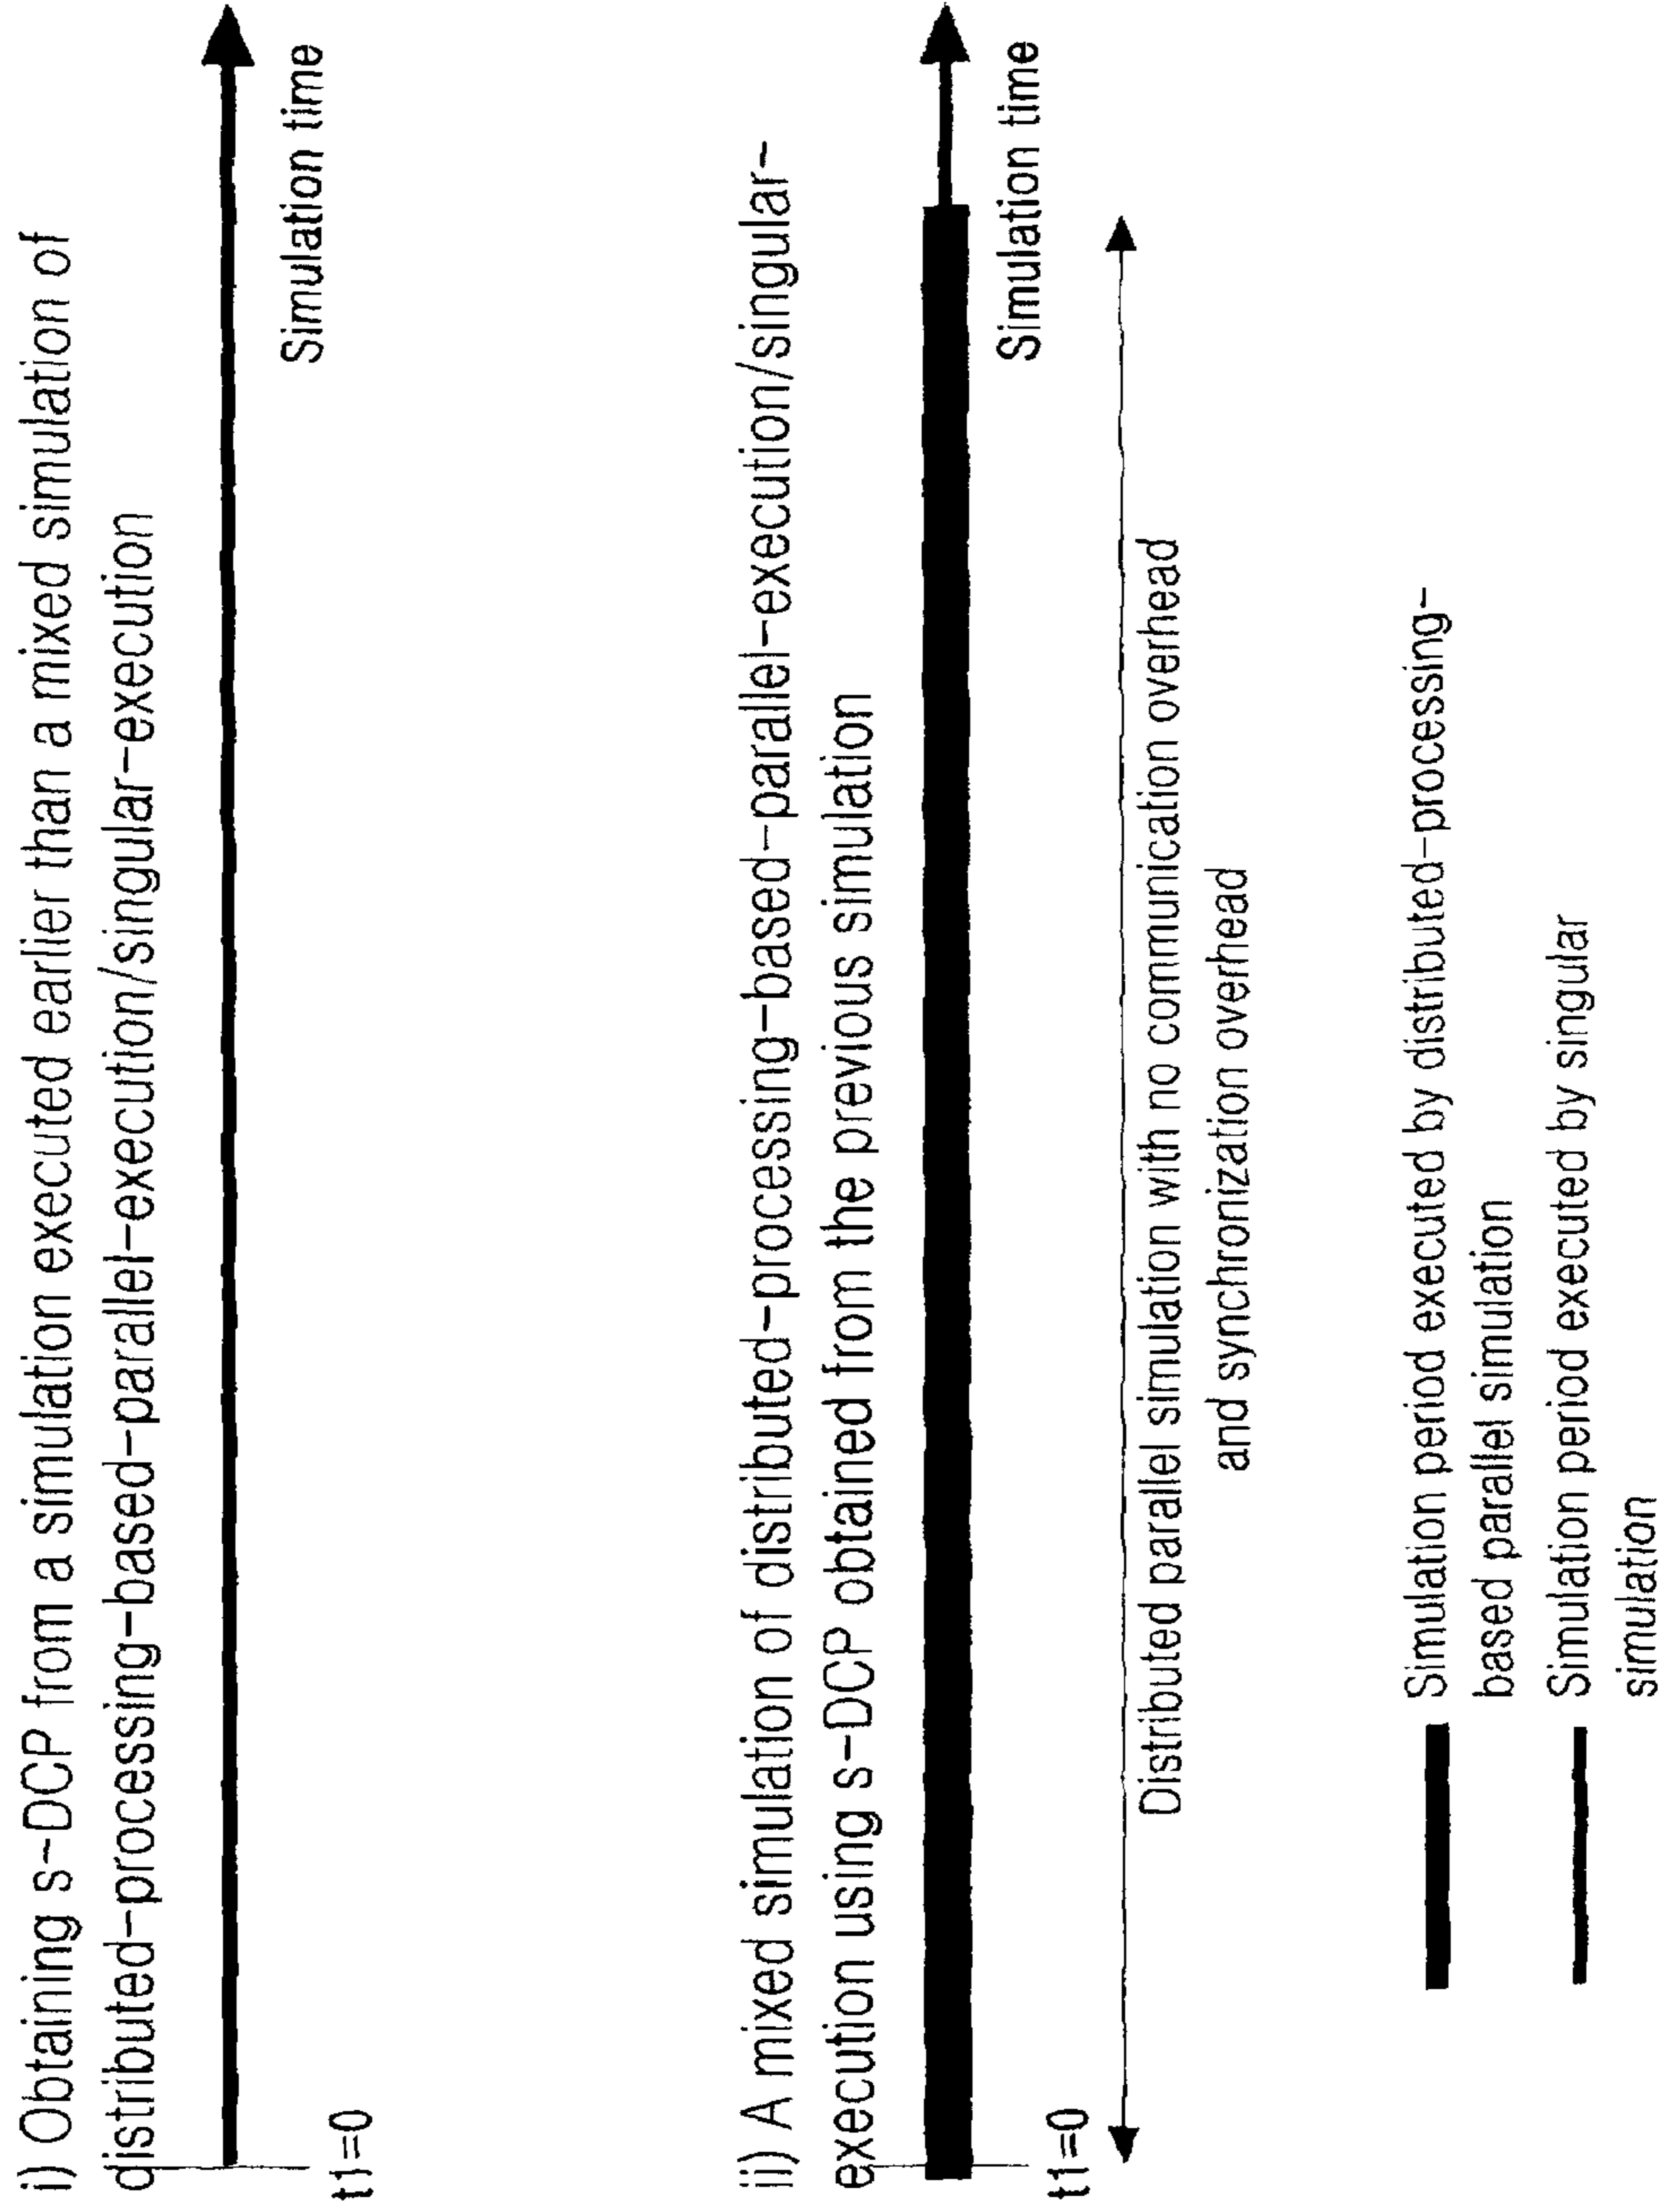 i) Obtaining s-DCP from a simulation executed earlier than a mixed simulation of
distributed-processing-based-parallel-execution/singular-execution
Simulation time
t1=0
ii) A mixed simulation of distributed-processing-based-parallel-execution/singular-
execution using s-DCP obtained from the previous simulation
Simulation time
t1=0
Distributed parallel simulation with no communication overhead
and synchronization overhead
Simulation period executed by distributed-processing-
based parallel simulation
Simulation period executed by singular
simulation